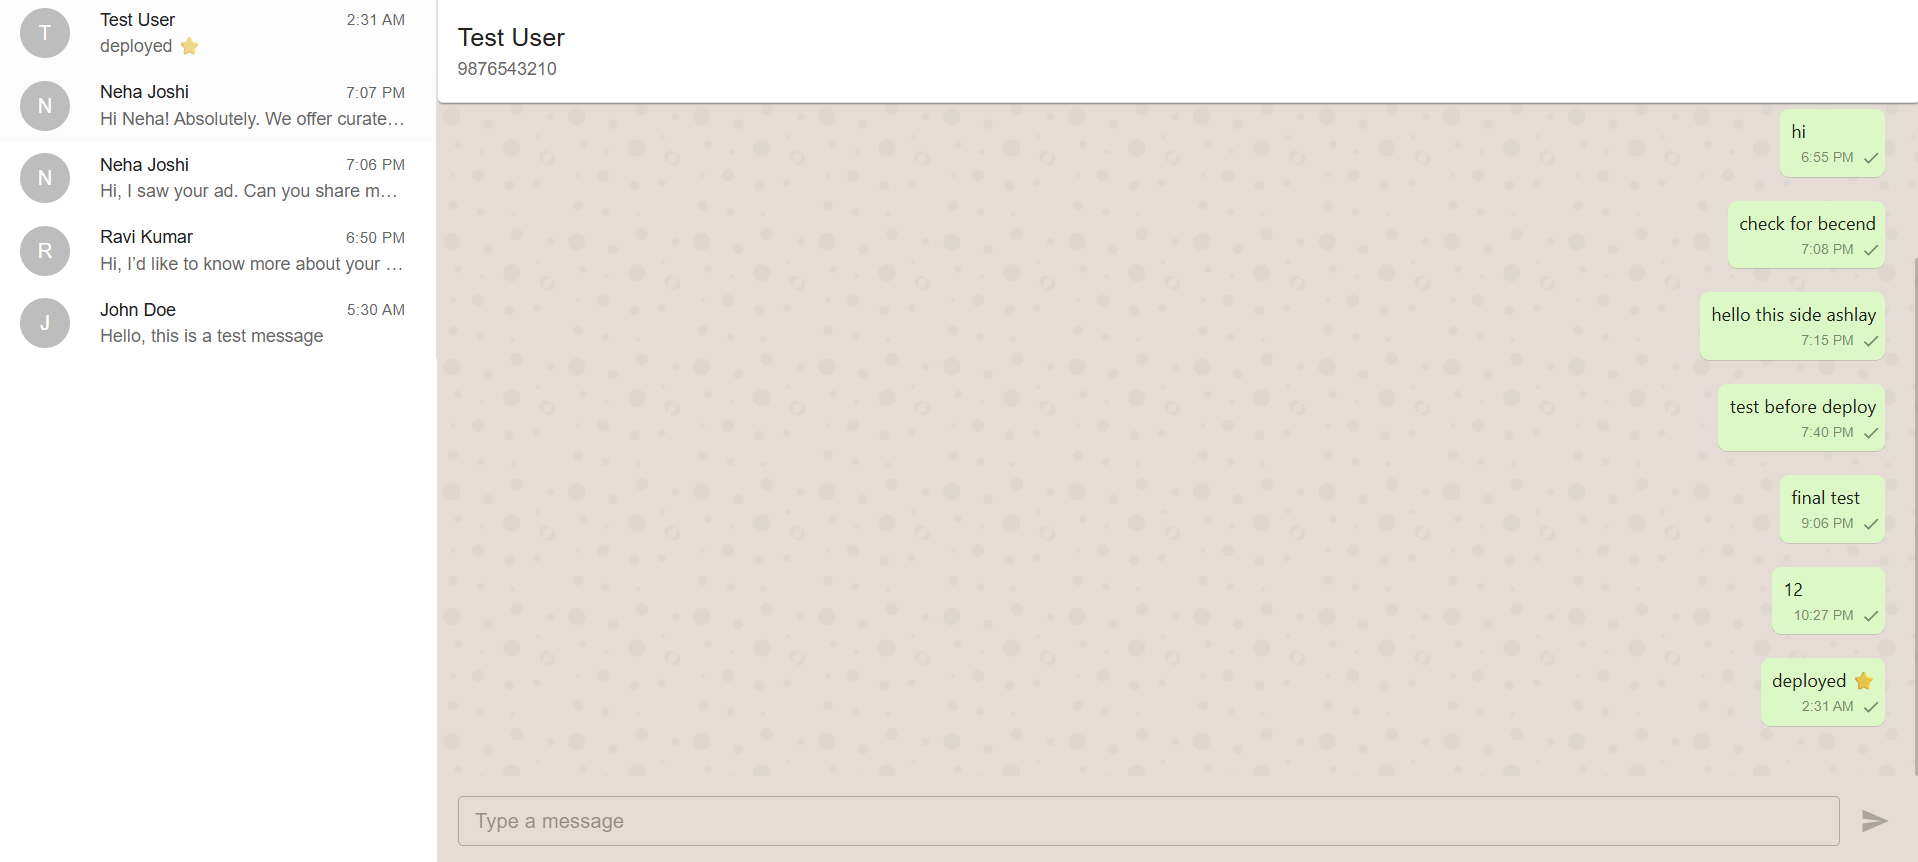 T
Test User 2:31 AM
deployed ⭐
N
Neha Joshi 7:07 PM
Hi Neha! Absolutely. We offer curate…
N
Neha Joshi 7:06 PM
Hi, I saw your ad. Can you share m…
R
Ravi Kumar 6:50 PM
Hi, I’d like to know more about your …
J
John Doe 5:30 AM
Hello, this is a test message
Test User
9876543210
hi
6:55 PM ✓
check for becend
7:08 PM ✓
hello this side ashlay
7:15 PM ✓
test before deploy
7:40 PM ✓
final test
9:06 PM ✓
12
10:27 PM ✓
deployed ⭐
2:31 AM ✓
Type a message